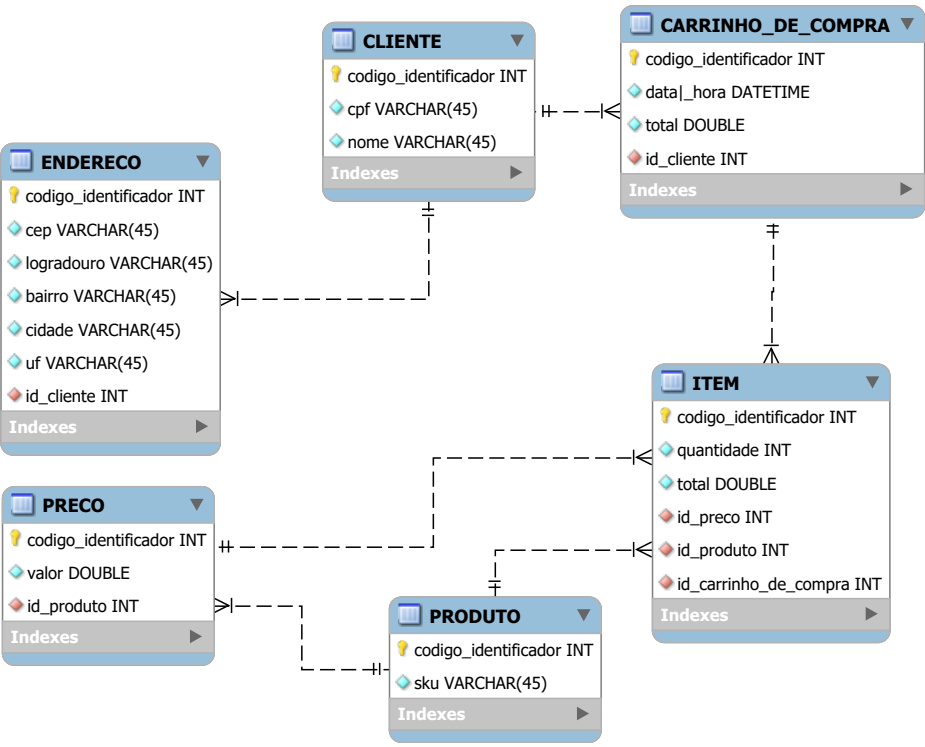 CLIENTE
codigo_identificador INT
cpf VARCHAR(45)
nome VARCHAR(45)
Indexes
CARRINHO_DE_COMPRA
codigo_identificador INT
data|_hora DATETIME
total DOUBLE
id_cliente INT
Indexes
ENDERECO
codigo_identificador INT
cep VARCHAR(45)
logradouro VARCHAR(45)
bairro VARCHAR(45)
cidade VARCHAR(45)
uf VARCHAR(45)
id_cliente INT
Indexes
ITEM
codigo_identificador INT
quantidade INT
total DOUBLE
id_preco INT
id_produto INT
id_carrinho_de_compra INT
Indexes
PRECO
codigo_identificador INT
valor DOUBLE
id_produto INT
Indexes
PRODUTO
codigo_identificador INT
sku VARCHAR(45)
Indexes